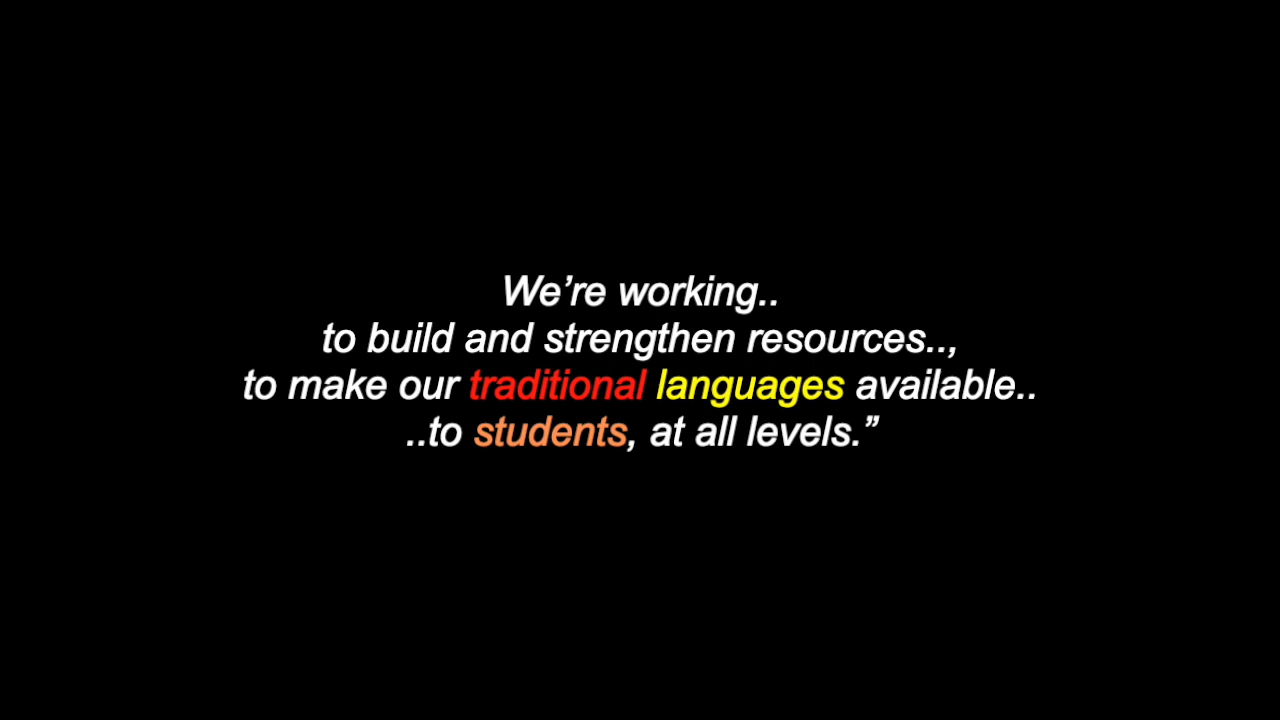 We’re working..
to build and strengthen resources..,
to make our traditional languages available..
..to students, at all levels.”